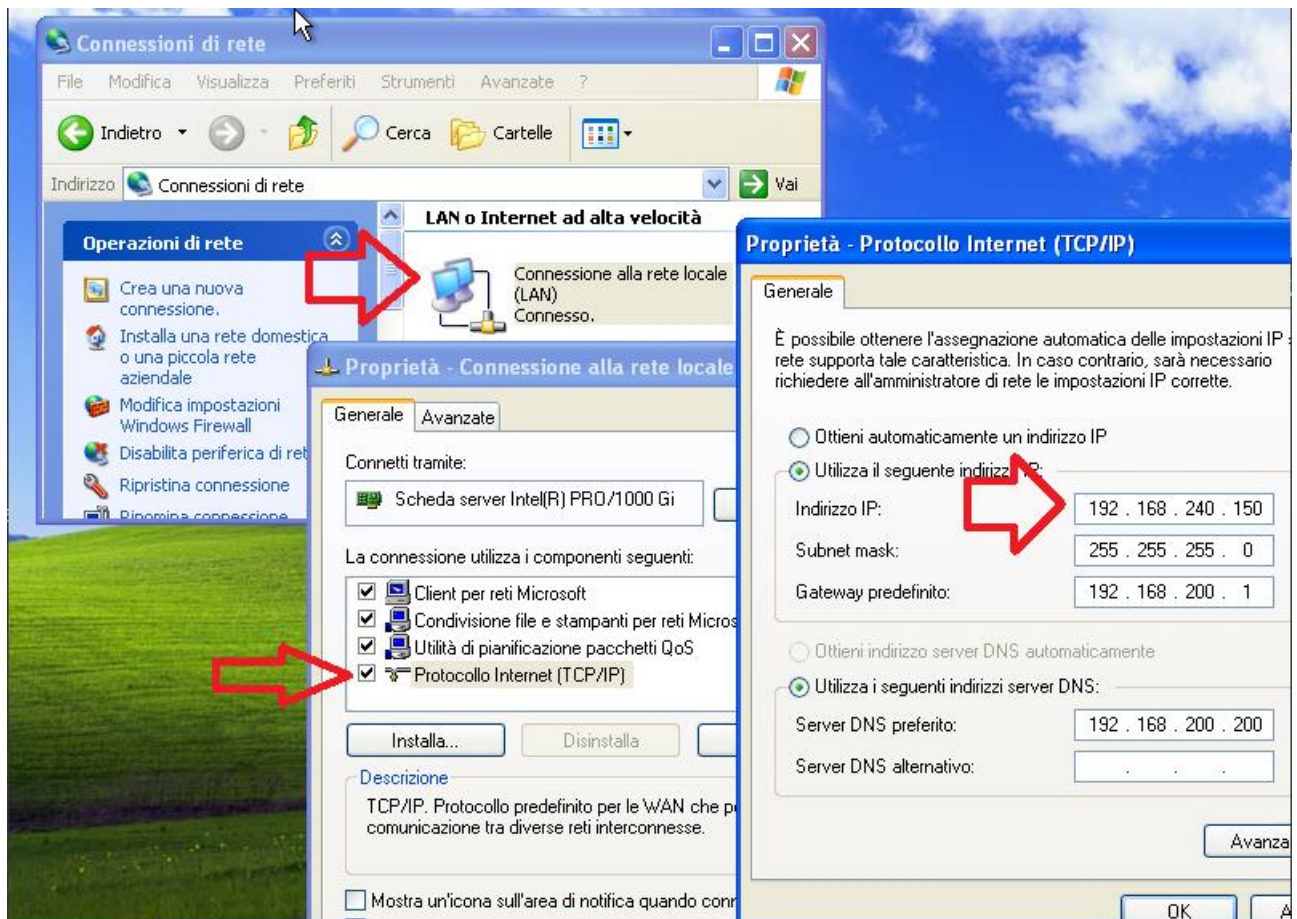 Connessioni di rete
File Modifica Visualizza Preferiti Strumenti Avanzate ?
Indietro Cerca Cartelle
Indirizzo Connessioni di rete Vai
Operazioni di rete
Crea una nuova
connessione.
Installa una rete domestica
o una piccola rete
aziendale
Modifica impostazioni
Windows Firewall
Disabilita periferica di ret
Ripristina connessione
Rinomina connessione
LAN o Internet ad alta velocità
Connessione alla rete locale
(LAN)
Connesso.
Proprietà - Connessione alla rete locale
Generale Avanzate
Connetti tramite:
Scheda server Intel(R) PRO/1000 Gi
La connessione utilizza i componenti seguenti:
Client per reti Microsoft
Condivisione file e stampanti per reti Micros
Utilità di pianificazione pacchetti QoS
Protocollo Internet (TCP/IP)
Installa... Disinstalla
Descrizione
TCP/IP. Protocollo predefinito per le WAN che pe
comunicazione tra diverse reti interconnesse.
Mostra un'icona sull'area di notifica quando conn
Proprietà - Protocollo Internet (TCP/IP)
Generale
È possibile ottenere l'assegnazione automatica delle impostazioni IP
rete supporta tale caratteristica. In caso contrario, sarà necessario
richiedere all'amministratore di rete le impostazioni IP corrette.
Ottieni automaticamente un indirizzo IP
Utilizza il seguente indirizzo IP:
Indirizzo IP: 192 . 168 . 240 . 150
Subnet mask: 255 . 255 . 255 . 0
Gateway predefinito: 192 . 168 . 200 . 1
Ottieni indirizzo server DNS automaticamente
Utilizza i seguenti indirizzi server DNS:
Server DNS preferito: 192 . 168 . 200 . 200
Server DNS alternativo: . . .
Avanza
OK A